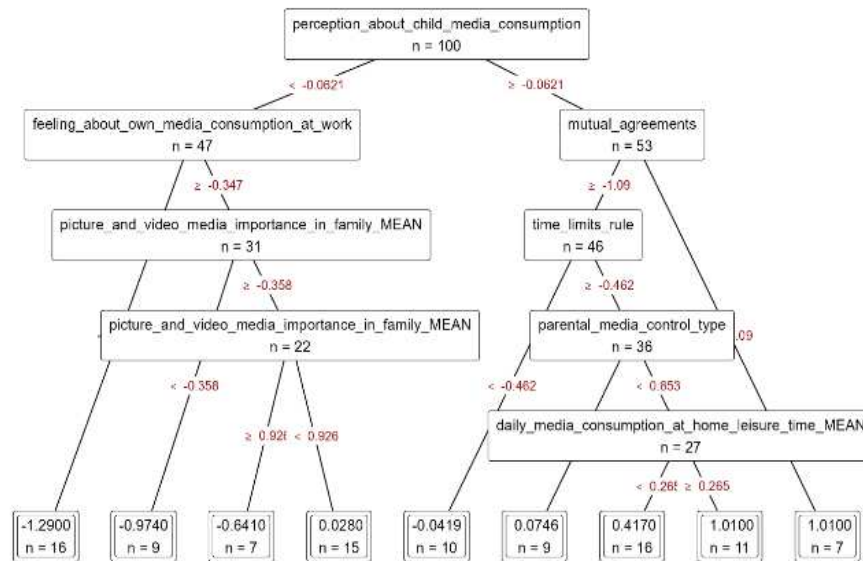 perception_about_child_media_consumption
n = 100
< -0.0621
≥ -0.0621
feeling_about_own_media_consumption_at_work
n = 47
mutual_agreements
n = 53
≥ -0.347
≥ -1.09
picture_and_video_media_importance_in_family_MEAN
n = 31
time_limits_rule
n = 46
≥ -0.358
≥ -0.462
picture_and_video_media_importance_in_family_MEAN
n = 22
parental_media_control_type
n = 36
.09
< -0.358
< -0.462
< 0.853
daily_media_consumption_at_home_leisure_time_MEAN
n = 27
≥ 0.926
< 0.926
< 0.265
≥ 0.265
-1.2900
n = 16
-0.9740
n = 9
-0.6410
n = 7
0.0280
n = 15
-0.0419
n = 10
0.0746
n = 9
0.4170
n = 16
1.0100
n = 11
1.0100
n = 7